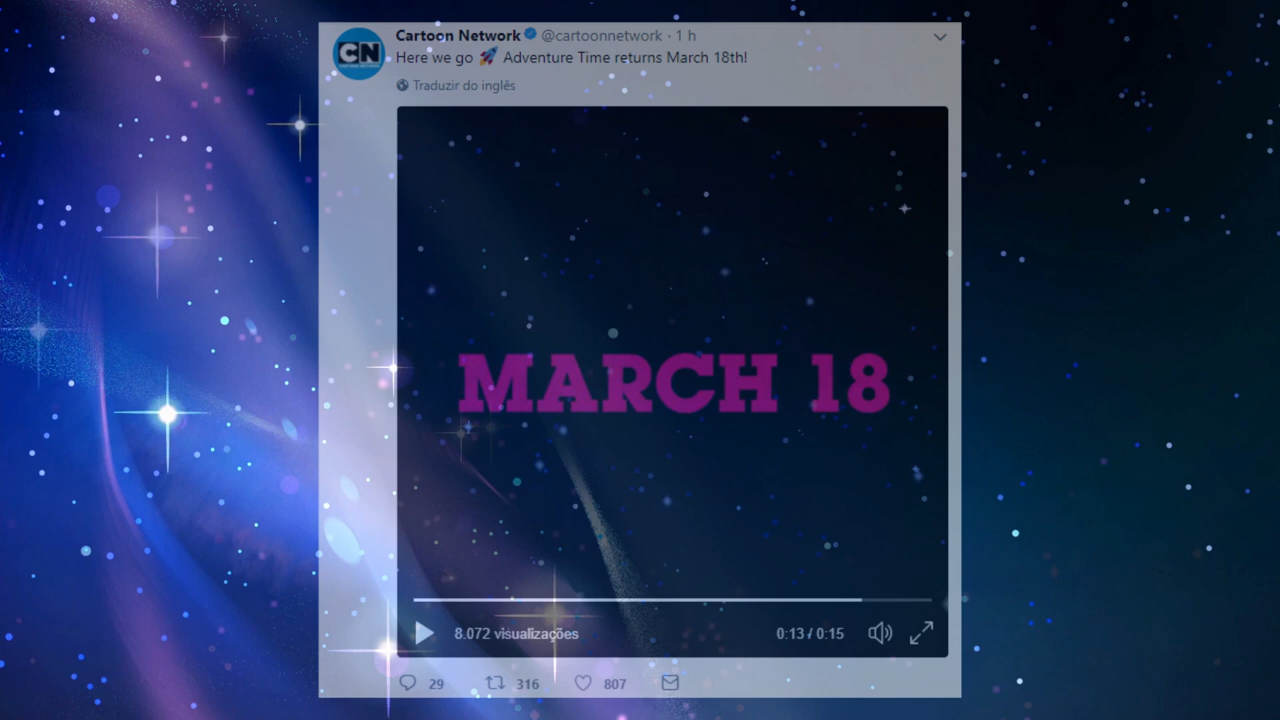 Cartoon Network @cartoonnetwork · 1 h
CN
Here we go 🚀 Adventure Time returns March 18th!
Traduzir do inglês
MARCH 18
8.072 visualizações 0:13 / 0:15
29 316 807